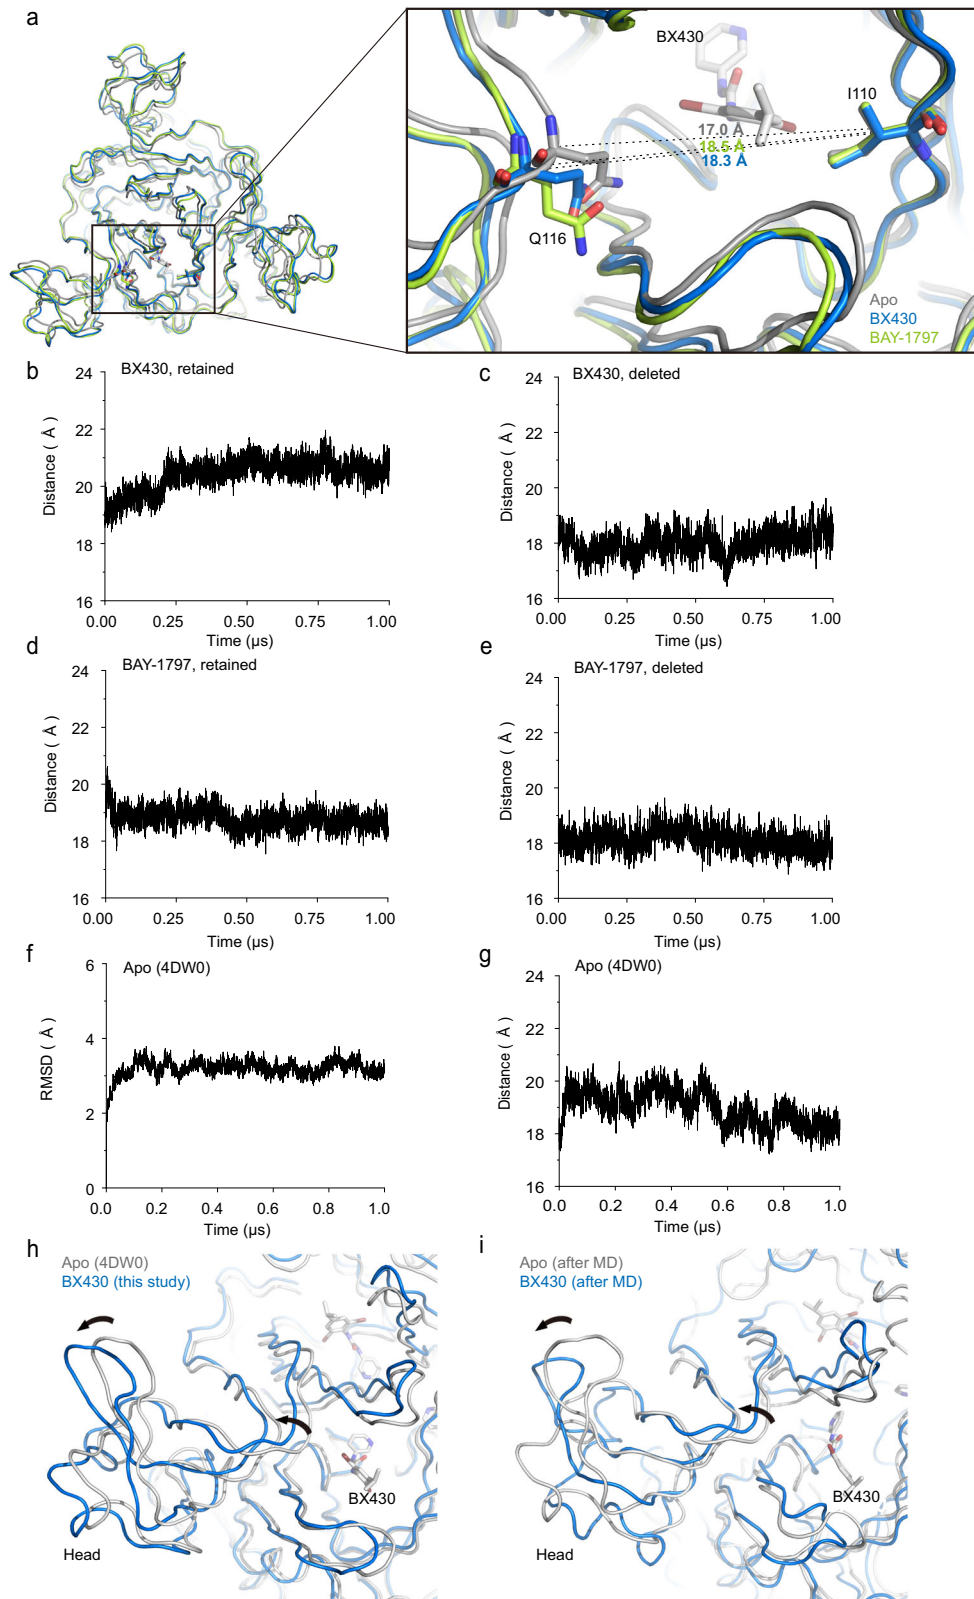 a
BX430
I110
17.0 Å
18.5 Å
18.3 Å
Q116
Apo
BX430
BAY-1797
b
BX430, retained
24
22
20
18
16
Distance ( Å )
0.00 0.25 0.50 0.75 1.00
Time (µs)
c
BX430, deleted
24
22
20
18
16
Distance ( Å )
0.00 0.25 0.50 0.75 1.00
Time (µs)
d
BAY-1797, retained
24
22
20
18
16
Distance ( Å )
0.00 0.25 0.50 0.75 1.00
Time (µs)
e
BAY-1797, deleted
24
22
20
18
16
Distance ( Å )
0.00 0.25 0.50 0.75 1.00
Time (µs)
f
Apo (4DW0)
6
4
2
0
RMSD ( Å )
0.0 0.2 0.4 0.6 0.8 1.0
Time (µs)
g
Apo (4DW0)
24
22
20
18
16
Distance ( Å )
0.0 0.2 0.4 0.6 0.8 1.0
Time (µs)
h
Apo (4DW0)
BX430 (this study)
BX430
Head
i
Apo (after MD)
BX430 (after MD)
BX430
Head